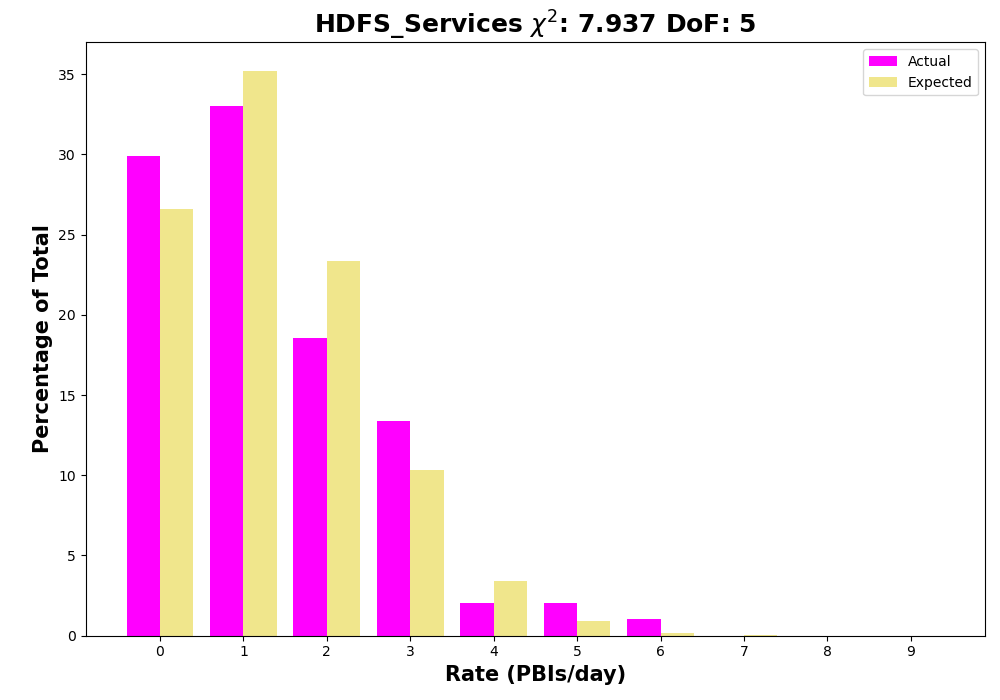 HDFS_Services χ²: 7.937 DoF: 5
Actual
Expected
Percentage of Total
35
30
25
20
15
10
5
0
0 1 2 3 4 5 6 7 8 9
Rate (PBIs/day)